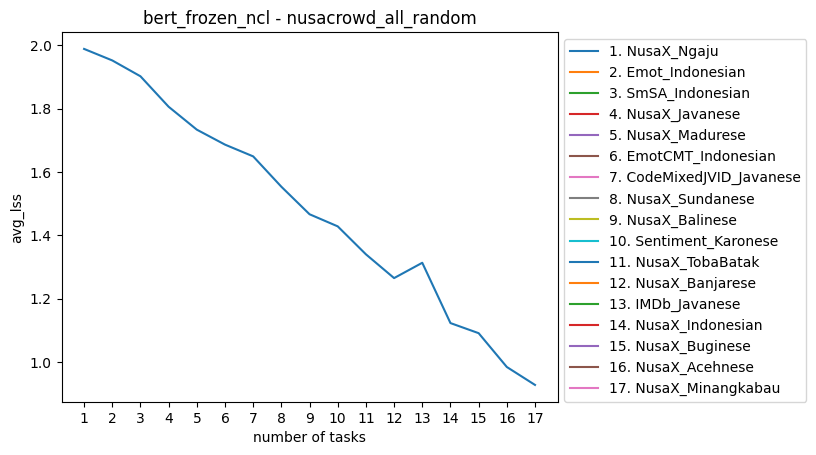 bert_frozen_ncl - nusacrowd_all_random
avg_lss
2.0
1.8
1.6
1.4
1.2
1.0
1 2 3 4 5 6 7 8 9 10 11 12 13 14 15 16 17
number of tasks
1. NusaX_Ngaju
2. Emot_Indonesian
3. SmSA_Indonesian
4. NusaX_Javanese
5. NusaX_Madurese
6. EmotCMT_Indonesian
7. CodeMixedJVID_Javanese
8. NusaX_Sundanese
9. NusaX_Balinese
10. Sentiment_Karonese
11. NusaX_TobaBatak
12. NusaX_Banjarese
13. IMDb_Javanese
14. NusaX_Indonesian
15. NusaX_Buginese
16. NusaX_Acehnese
17. NusaX_Minangkabau